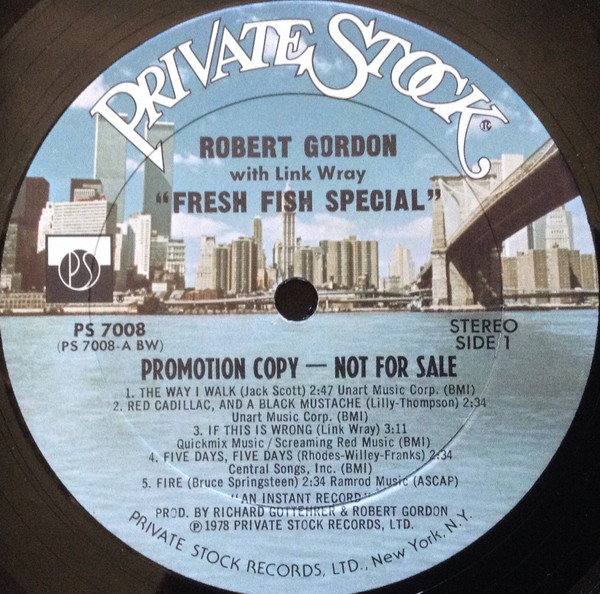 PRIVATE STOCK®
ROBERT GORDON
with Link Wray
"FRESH FISH SPECIAL"
PS
®
PS 7008
(PS 7008-A BW)
STEREO
SIDE 1
PROMOTION COPY — NOT FOR SALE
1. THE WAY I WALK (Jack Scott) 2:47 Unart Music Corp. (BMI)
2. RED CADILLAC, AND A BLACK MUSTACHE (Lilly-Thompson) 2:34
Unart Music Corp. (BMI)
3. IF THIS IS WRONG (Link Wray) 3:11
Quickmix Music / Screaming Red Music (BMI)
4. FIVE DAYS, FIVE DAYS (Rhodes-Willey-Franks) 2:34
Central Songs, Inc. (BMI)
5. FIRE (Bruce Springsteen) 2:34 Ramrod Music (ASCAP)
"AN INSTANT RECORD"
PROD. BY RICHARD GOTTEHRER & ROBERT GORDON
℗ 1978 PRIVATE STOCK RECORDS, LTD.
PRIVATE STOCK RECORDS, LTD., New York, N.Y.